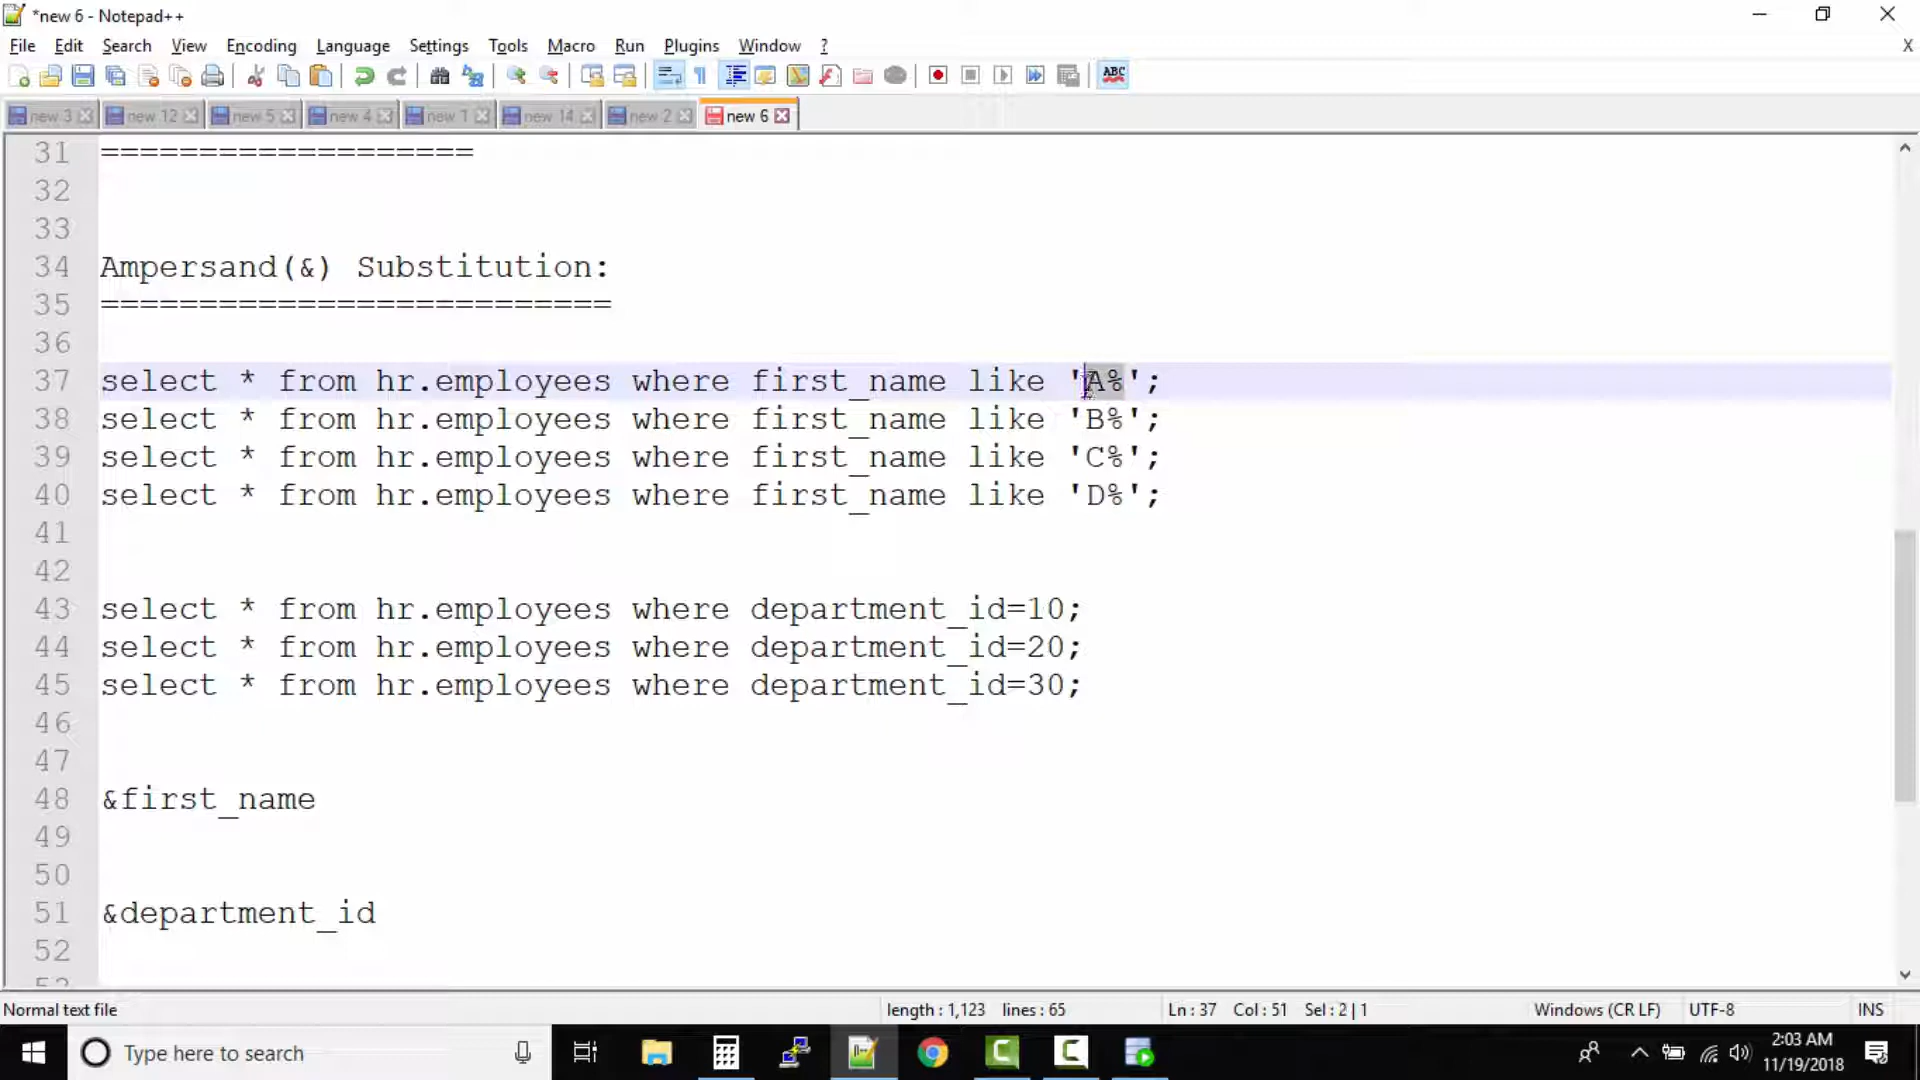 *new 6 - Notepad++
File Edit Search View Encoding Language Settings Tools Macro Run Plugins Window ? X
ABC
new 3 new 12 new 5 new 4 new 1 new 14 new 2 new 6
31 ===================
32
33
34 Ampersand(&) Substitution:
35 ==========================
36
37 select * from hr.employees where first_name like 'A%';
38 select * from hr.employees where first_name like 'B%';
39 select * from hr.employees where first_name like 'C%';
40 select * from hr.employees where first_name like 'D%';
41
42
43 select * from hr.employees where department_id=10;
44 select * from hr.employees where department_id=20;
45 select * from hr.employees where department_id=30;
46
47
48 &first_name
49
50
51 &department_id
52
53
Normal text file length : 1,123 lines : 65 Ln : 37 Col : 51 Sel : 2 | 1 Windows (CR LF) UTF-8 INS
Type here to search
2:03 AM
11/19/2018